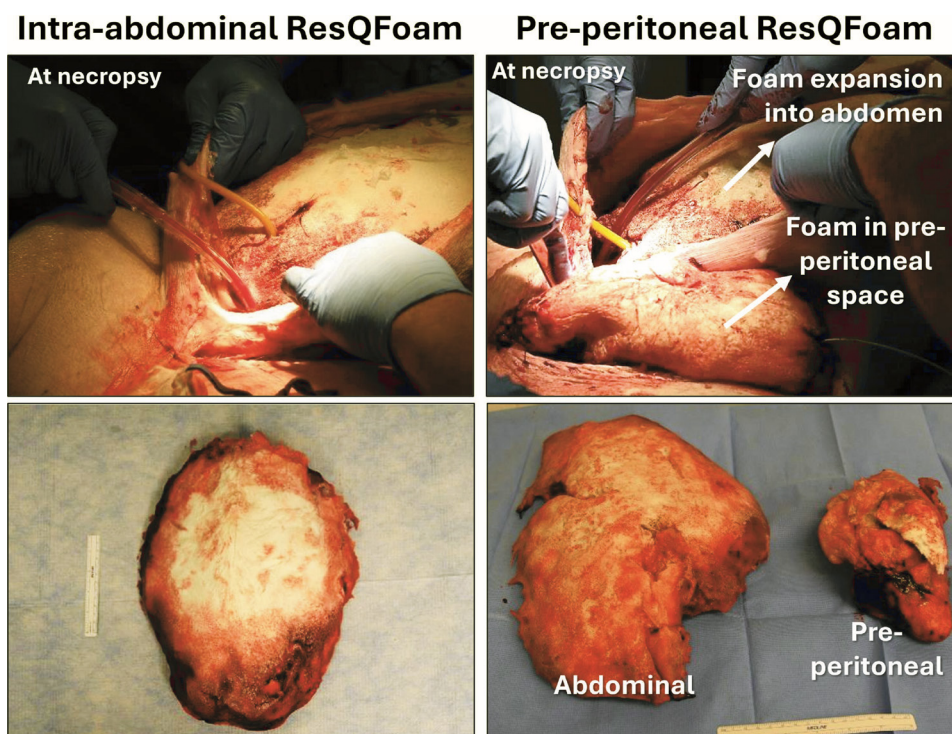 Intra-abdominal ResQFoam
Pre-peritoneal ResQFoam
At necropsy
At necropsy
Foam expansion
into abdomen
Foam in pre-
peritoneal
space
Abdominal
Pre-
peritoneal